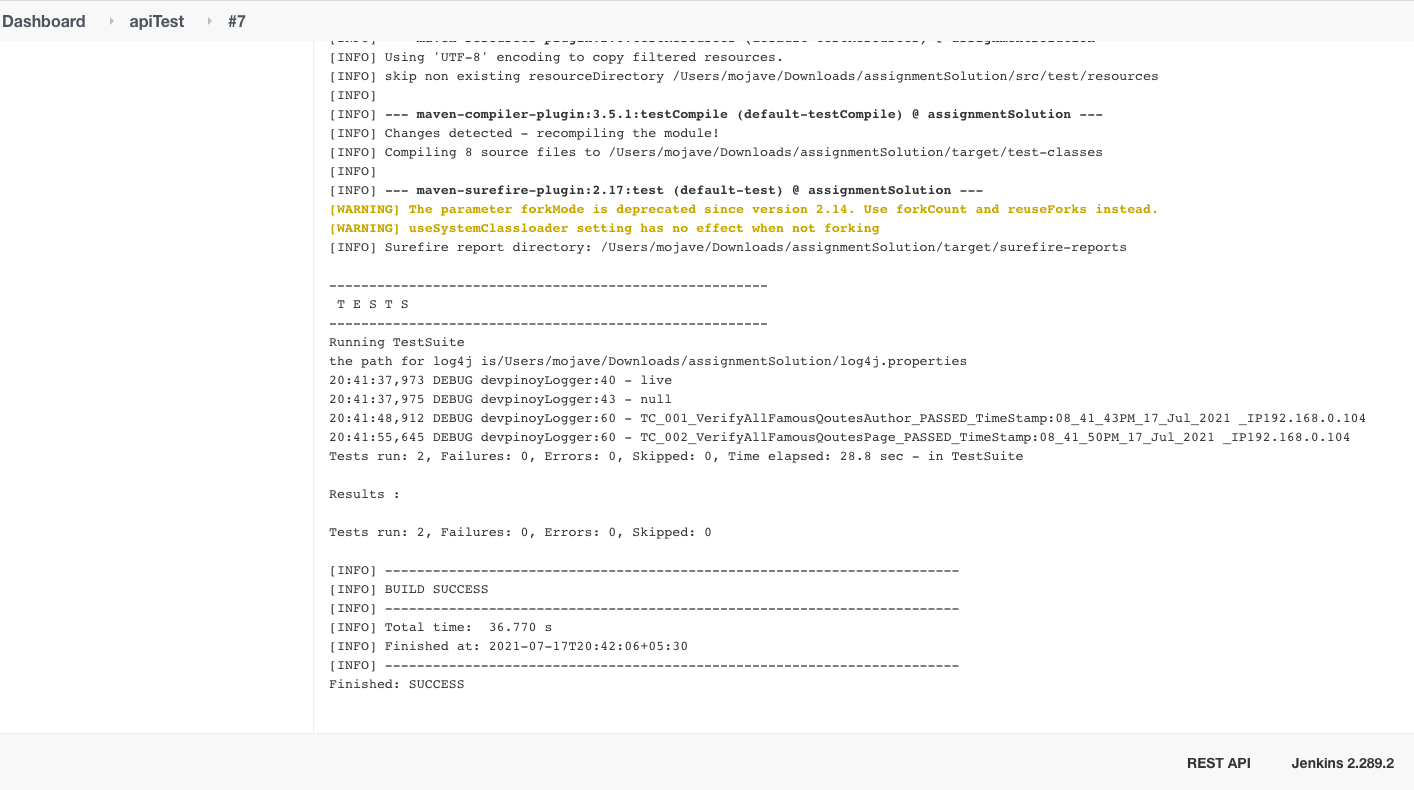 Dashboard apiTest #7
[INFO] Using 'UTF-8' encoding to copy filtered resources.
[INFO] skip non existing resourceDirectory /Users/mojave/Downloads/assignmentSolution/src/test/resources
[INFO]
[INFO] --- maven-compiler-plugin:3.5.1:testCompile (default-testCompile) @ assignmentSolution ---
[INFO] Changes detected - recompiling the module!
[INFO] Compiling 8 source files to /Users/mojave/Downloads/assignmentSolution/target/test-classes
[INFO]
[INFO] --- maven-surefire-plugin:2.17:test (default-test) @ assignmentSolution ---
[WARNING] The parameter forkMode is deprecated since version 2.14. Use forkCount and reuseForks instead.
[WARNING] useSystemClassloader setting has no effect when not forking
[INFO] Surefire report directory: /Users/mojave/Downloads/assignmentSolution/target/surefire-reports
-------------------------------------------------------
T E S T S
-------------------------------------------------------
Running TestSuite
the path for log4j is/Users/mojave/Downloads/assignmentSolution/log4j.properties
20:41:37,973 DEBUG devpinoyLogger:40 - live
20:41:37,975 DEBUG devpinoyLogger:43 - null
20:41:48,912 DEBUG devpinoyLogger:60 - TC_001_VerifyAllFamousQoutesAuthor_PASSED_TimeStamp:08_41_43PM_17_Jul_2021 _IP192.168.0.104
20:41:55,645 DEBUG devpinoyLogger:60 - TC_002_VerifyAllFamousQoutesPage_PASSED_TimeStamp:08_41_50PM_17_Jul_2021 _IP192.168.0.104
Tests run: 2, Failures: 0, Errors: 0, Skipped: 0, Time elapsed: 28.8 sec - in TestSuite
Results :
Tests run: 2, Failures: 0, Errors: 0, Skipped: 0
[INFO] ------------------------------------------------------------------------
[INFO] BUILD SUCCESS
[INFO] ------------------------------------------------------------------------
[INFO] Total time:  36.770 s
[INFO] Finished at: 2021-07-17T20:42:06+05:30
[INFO] ------------------------------------------------------------------------
Finished: SUCCESS
REST API Jenkins 2.289.2